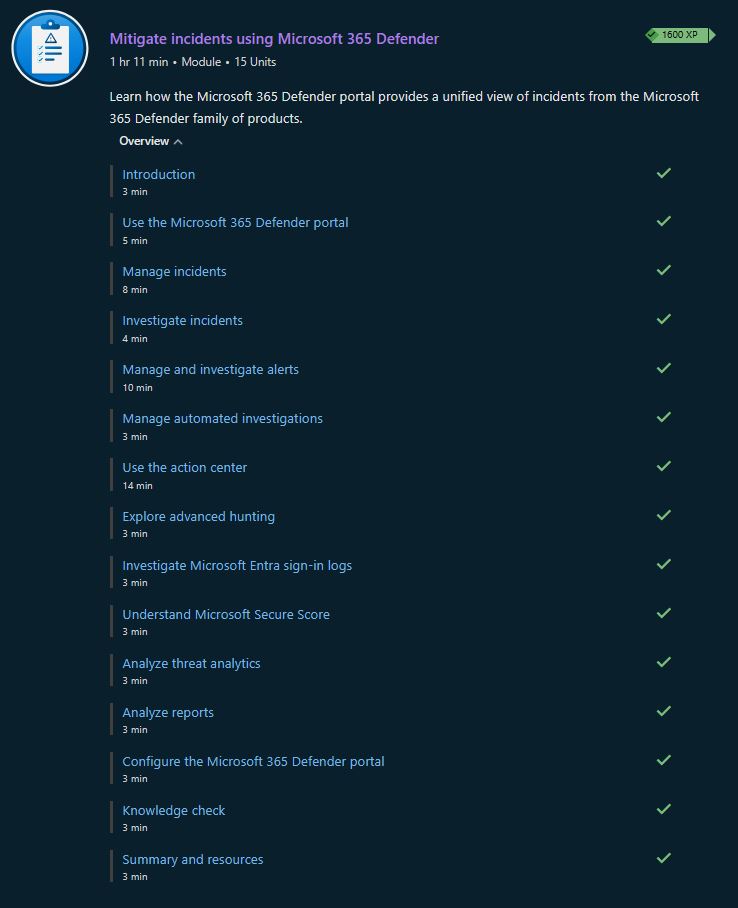 Mitigate incidents using Microsoft 365 Defender
1600 XP
1 hr 11 min • Module • 15 Units
Learn how the Microsoft 365 Defender portal provides a unified view of incidents from the Microsoft
365 Defender family of products.
Overview
Introduction
3 min
Use the Microsoft 365 Defender portal
5 min
Manage incidents
8 min
Investigate incidents
4 min
Manage and investigate alerts
10 min
Manage automated investigations
3 min
Use the action center
14 min
Explore advanced hunting
3 min
Investigate Microsoft Entra sign-in logs
3 min
Understand Microsoft Secure Score
3 min
Analyze threat analytics
3 min
Analyze reports
3 min
Configure the Microsoft 365 Defender portal
3 min
Knowledge check
3 min
Summary and resources
3 min